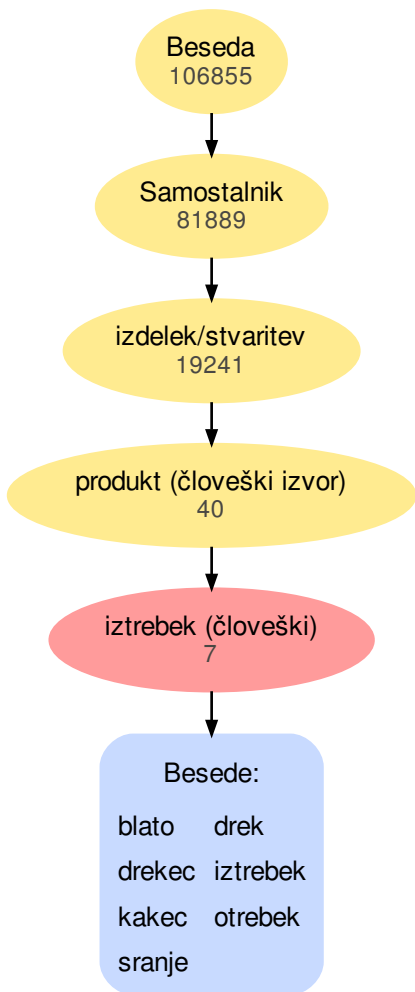 Beseda
106855
Samostalnik
81889
izdelek/stvaritev
19241
produkt (človeški izvor)
40
iztrebek (človeški)
7
Besede:
blato drek
drekec iztrebek
kakec otrebek
sranje